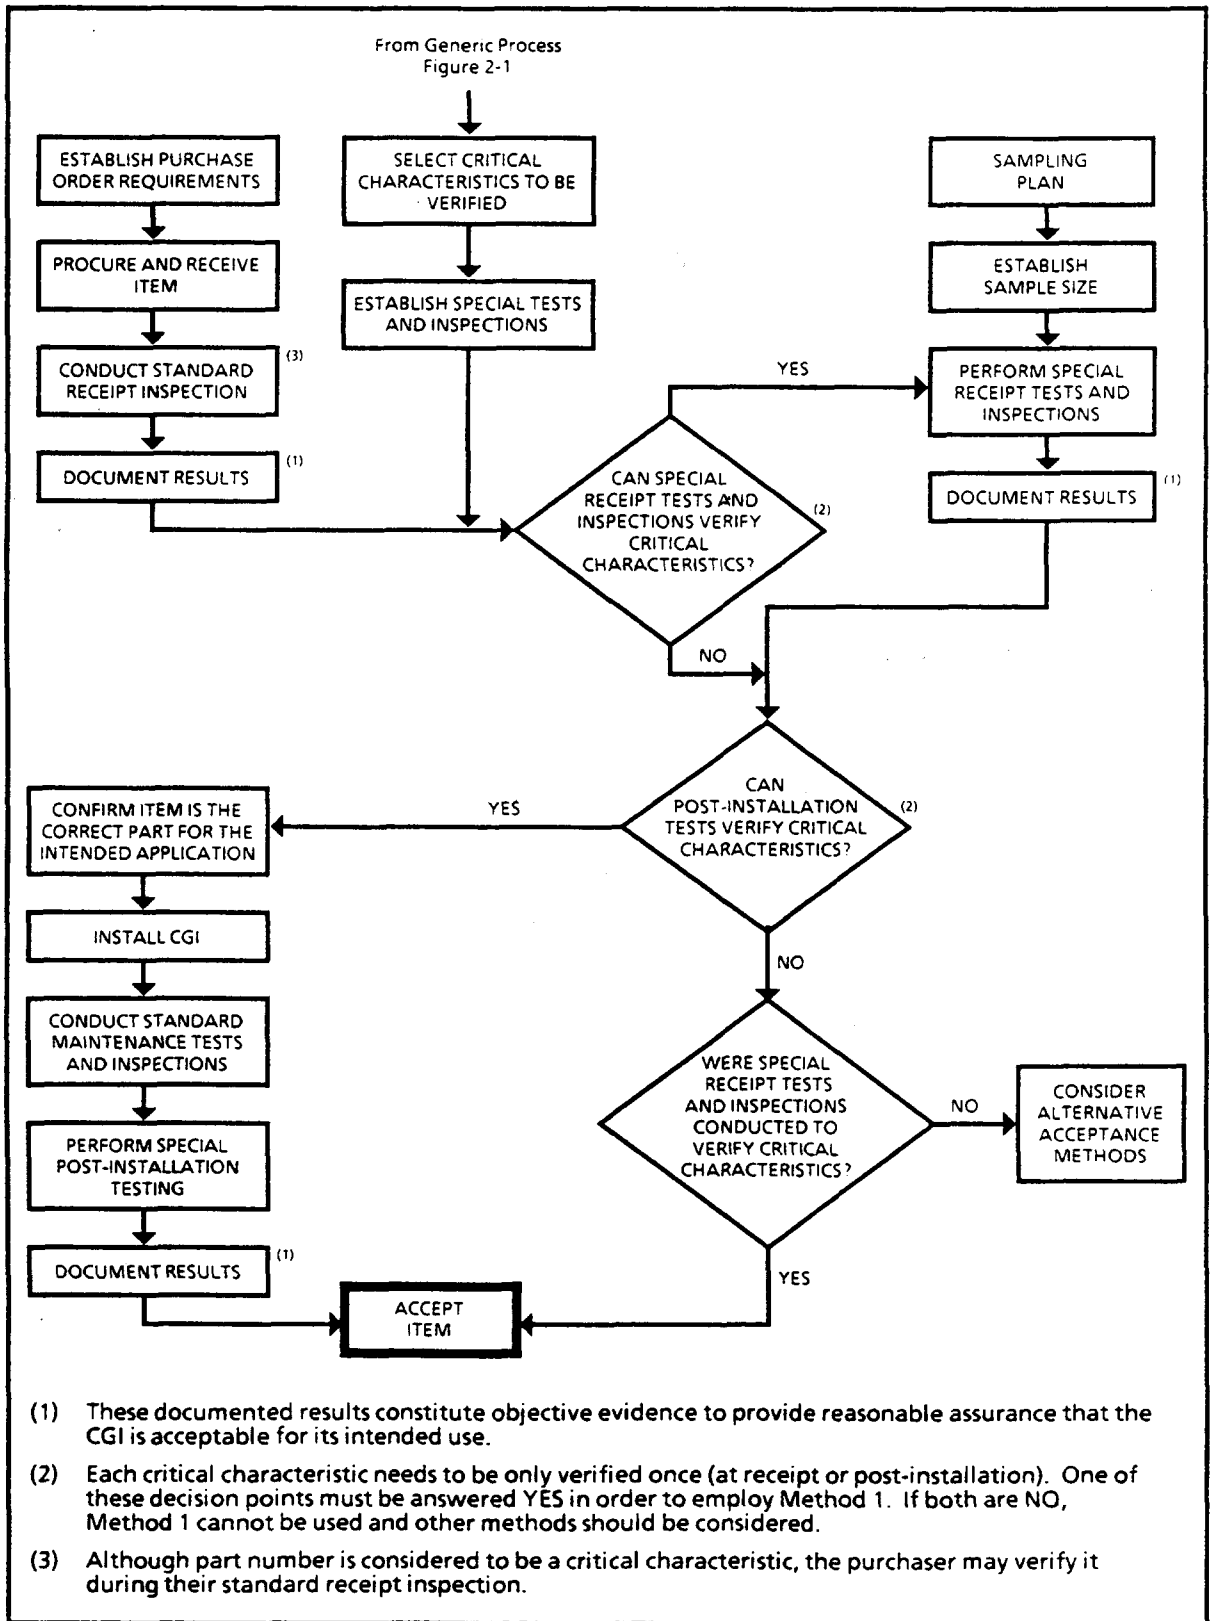 From Generic Process
Figure 2-1
ESTABLISH PURCHASE
ORDER REQUIREMENTS
PROCURE AND RECEIVE
ITEM
CONDUCT STANDARD
RECEIPT INSPECTION
(3)
DOCUMENT RESULTS
(1)
SELECT CRITICAL
CHARACTERISTICS TO BE
VERIFIED
ESTABLISH SPECIAL TESTS
AND INSPECTIONS
SAMPLING
PLAN
ESTABLISH
SAMPLE SIZE
PERFORM SPECIAL
RECEIPT TESTS AND
INSPECTIONS
DOCUMENT RESULTS
(1)
YES
CAN SPECIAL
RECEIPT TESTS AND
INSPECTIONS VERIFY
CRITICAL
CHARACTERISTICS?
(2)
NO
CAN
POST-INSTALLATION
TESTS VERIFY CRITICAL
CHARACTERISTICS?
(2)
YES
NO
CONFIRM ITEM IS THE
CORRECT PART FOR THE
INTENDED APPLICATION
INSTALL CGI
CONDUCT STANDARD
MAINTENANCE TESTS
AND INSPECTIONS
PERFORM SPECIAL
POST-INSTALLATION
TESTING
DOCUMENT RESULTS
(1)
WERE SPECIAL
RECEIPT TESTS
AND INSPECTIONS
CONDUCTED TO
VERIFY CRITICAL
CHARACTERISTICS?
NO
CONSIDER
ALTERNATIVE
ACCEPTANCE
METHODS
YES
ACCEPT
ITEM
(1) These documented results constitute objective evidence to provide reasonable assurance that the
CGI is acceptable for its intended use.
(2) Each critical characteristic needs to be only verified once (at receipt or post-installation). One of
these decision points must be answered YES in order to employ Method 1. If both are NO,
Method 1 cannot be used and other methods should be considered.
(3) Although part number is considered to be a critical characteristic, the purchaser may verify it
during their standard receipt inspection.